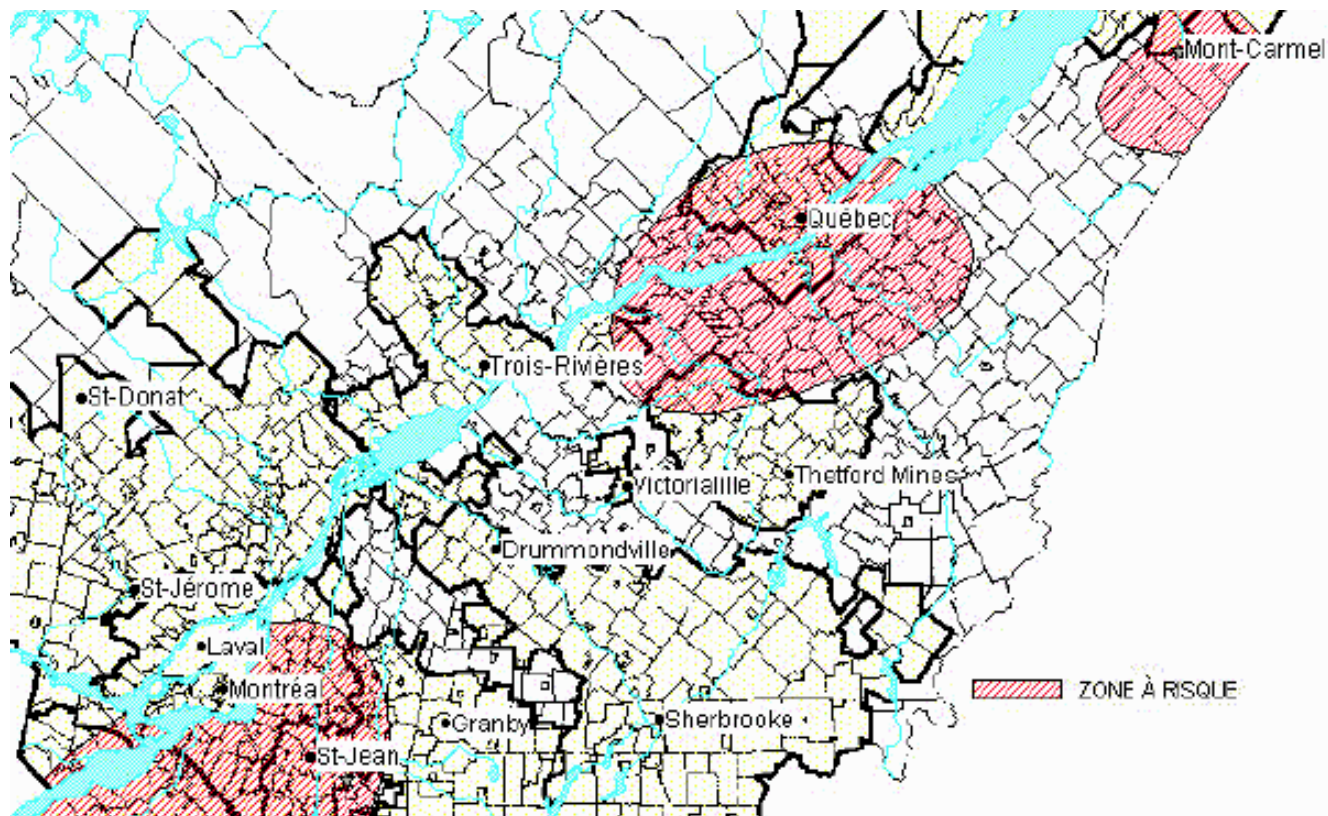 Mont-Carmel
Québec
Trois-Rivières
St-Donat
Thetford Mines
Victorialille
Drummondville
St-Jérome
Laval
Montréal
ZONE À RISQUE
Granby
Sherbrooke
St-Jean